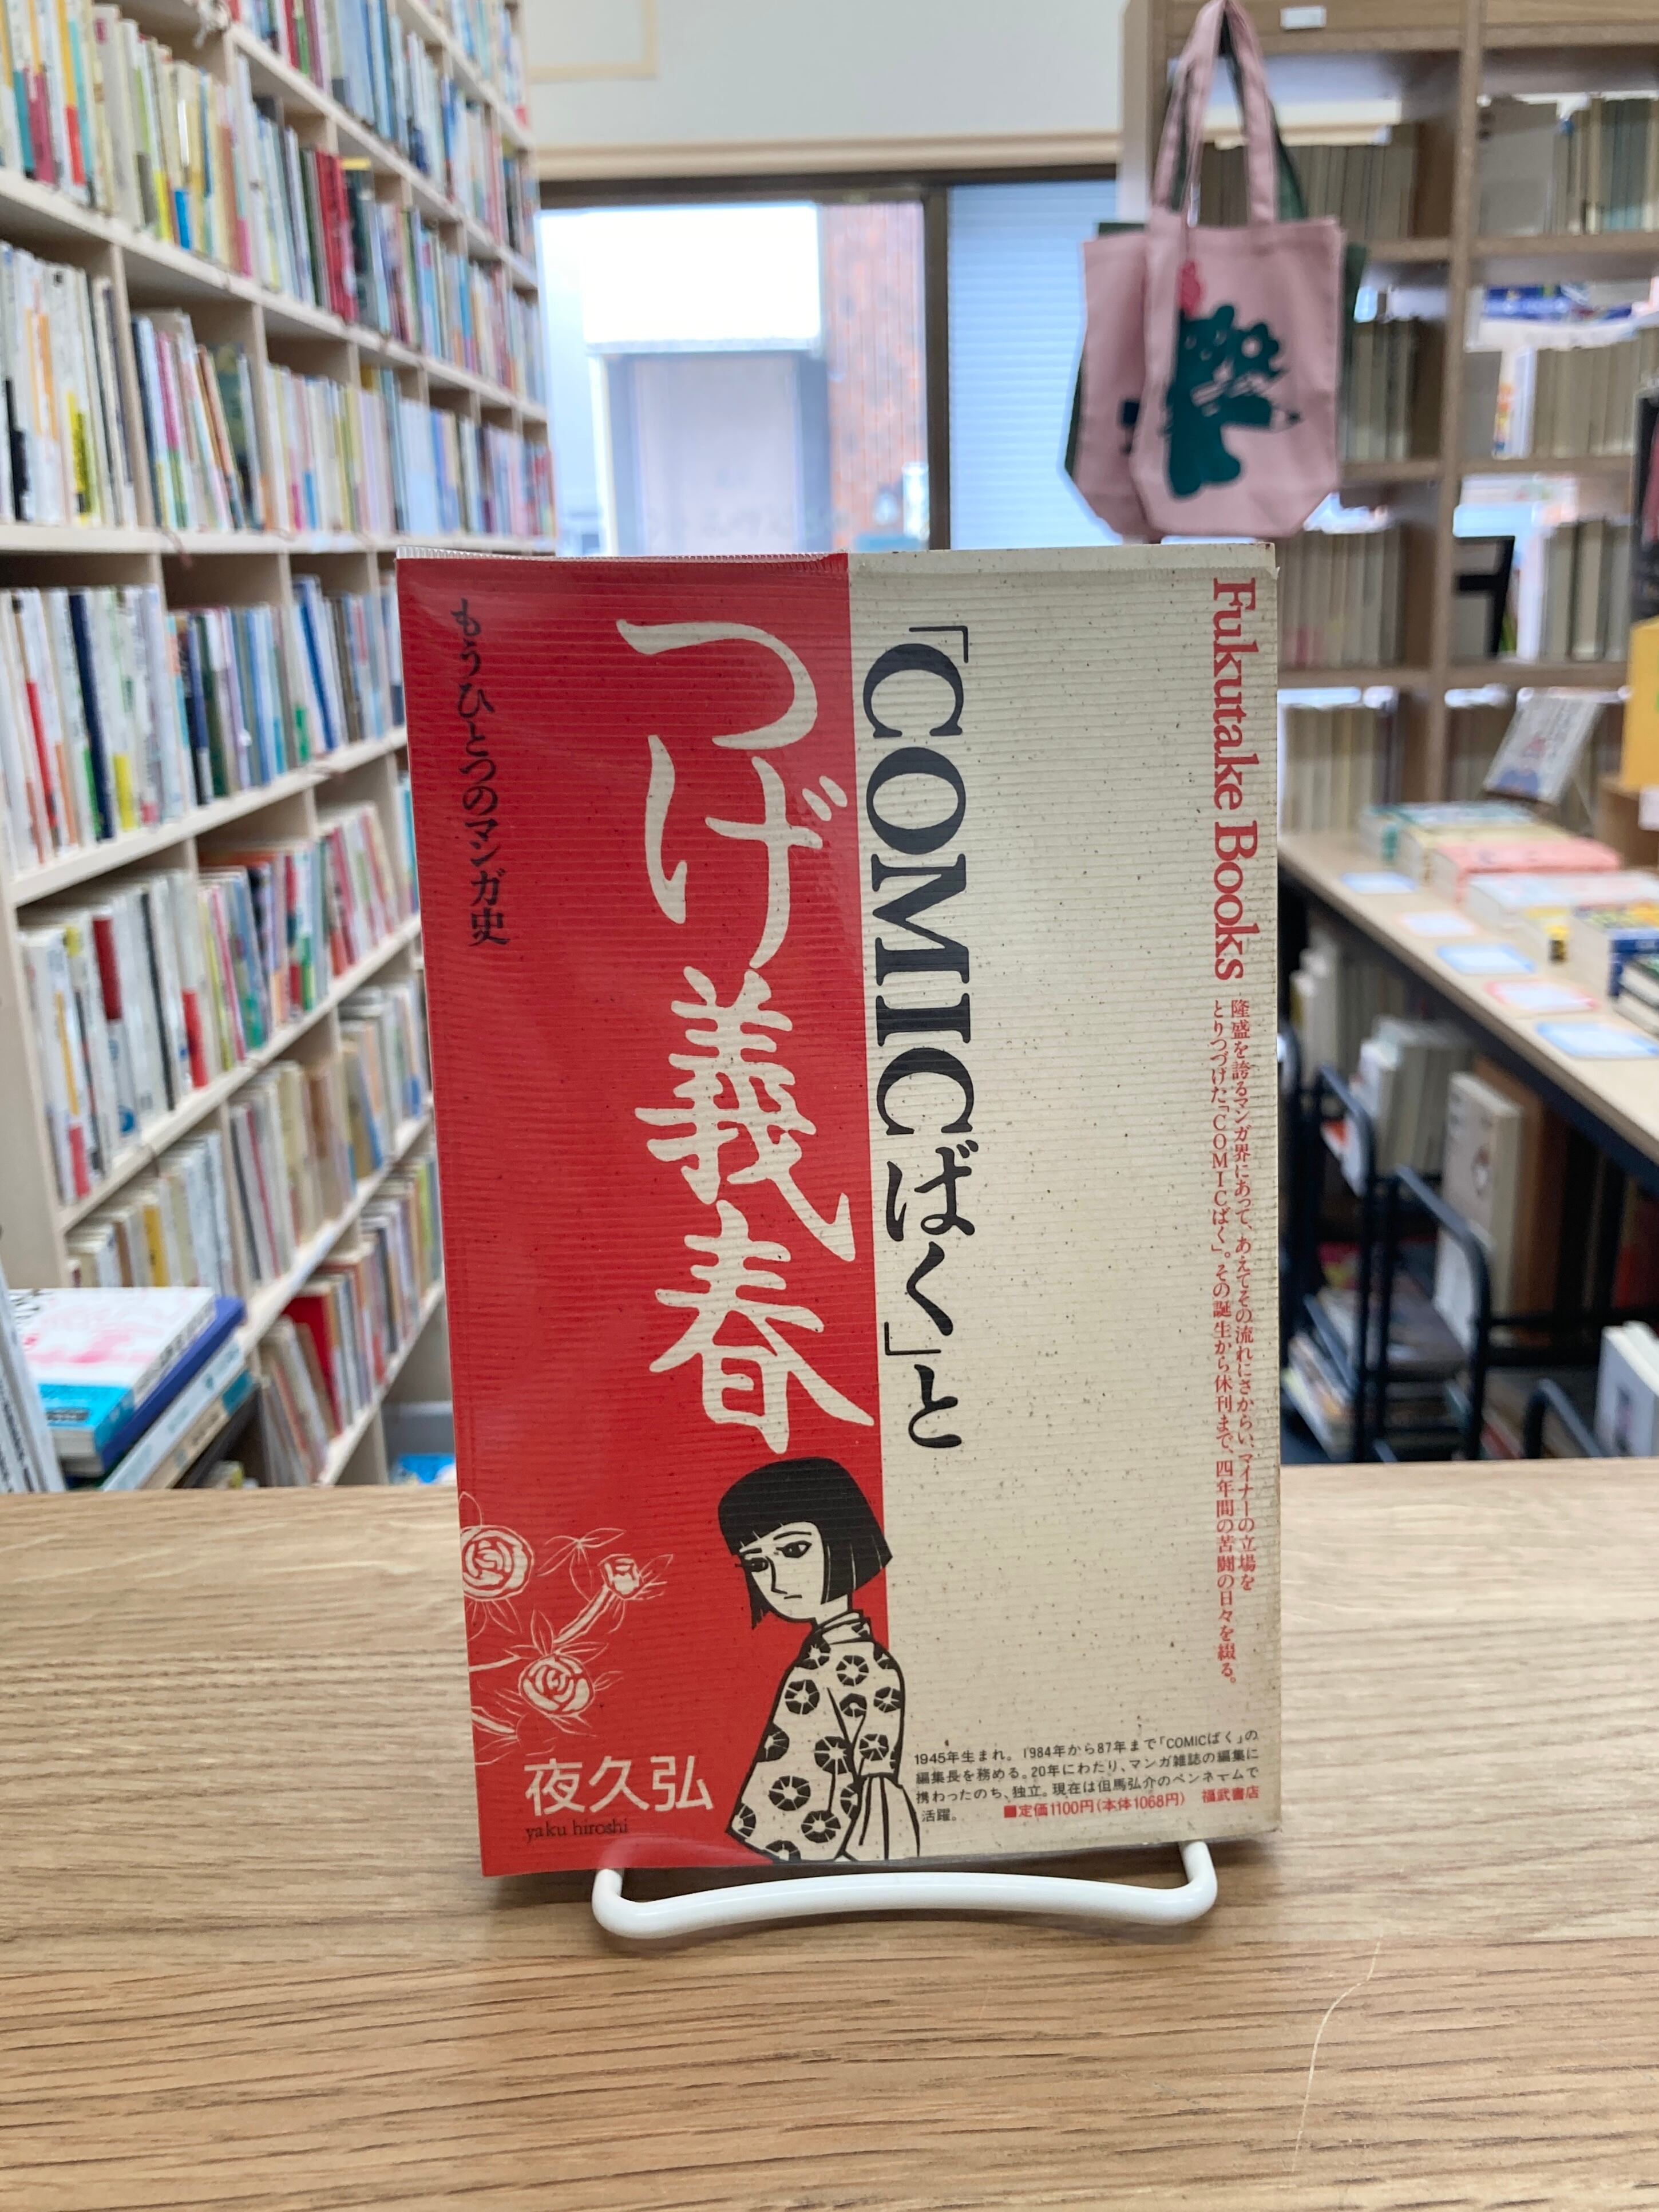 Fukutake Books
隆盛を誇るマンガ界にあって、あえてその流れにさからい、マイナーの立場を
とりつづけた「COMICばく」。その誕生から休刊まで、四年間の苦闘の日々を綴る。
「COMICばく」と
つげ義春
もうひとつのマンガ史
夜久弘
yaku hiroshi
1945年生まれ。1984年から87年まで「COMICばく」の
編集長を務める。20年にわたり、マンガ雑誌の編集に
携わったのち、独立。現在は但馬弘介のペンネームで
活躍。
■定価1100円(本体1068円) 福武書店